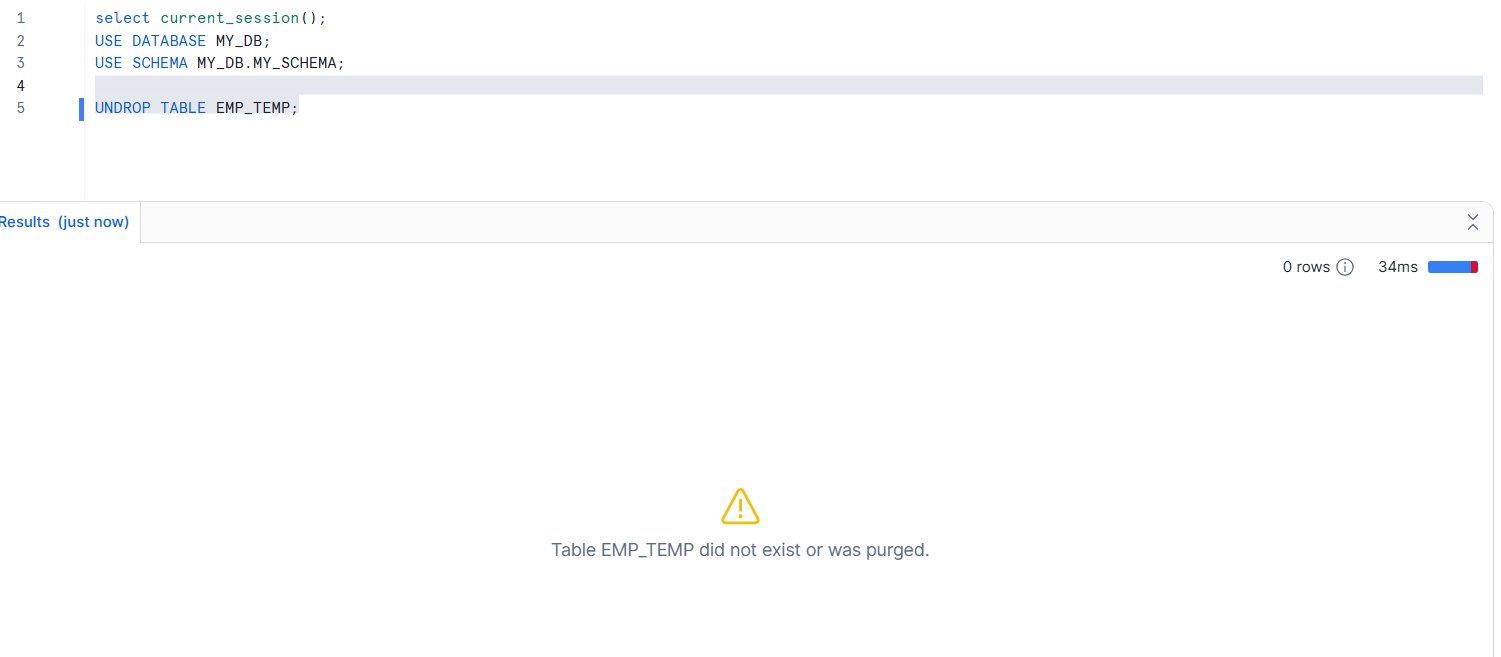 1 select current_session();
2 USE DATABASE MY_DB;
3 USE SCHEMA MY_DB.MY_SCHEMA;
4
5 UNDROP TABLE EMP_TEMP;
Results (just now)
0 rows 34ms
Table EMP_TEMP did not exist or was purged.